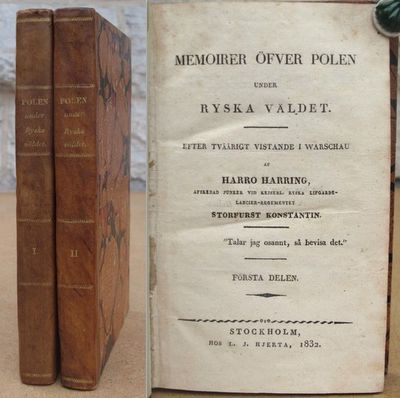 POLEN
under
Ryska
väldet.
I
POLEN
under
Ryska
väldet.
II
MEMOIRER ÖFVER POLEN
UNDER
RYSKA VÄLDET.
EFTER TVÅÅRIGT VISTANDE I WARSCHAU
AF
HARRO HARRING,
AFSKEDAD JUNKER VID KEJSERL. RYSKA LIFGARDE-
LANCIER-REGEMENTET
STORFURST KONSTANTIN.
"Talar jag osannt, så bevisa det."
FÖRSTA DELEN.
STOCKHOLM,
HOS L. J. HJERTA, 1832.